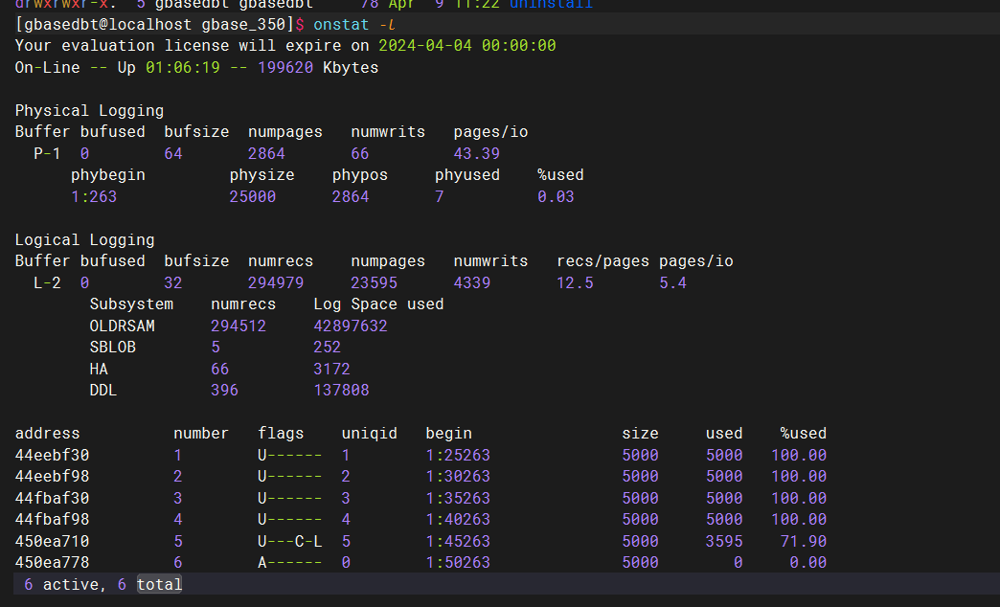 drwxrwxr-x.  5 gbasedbt gbasedbt     78 Apr  9 11:22 uninstall
[gbasedbt@localhost gbase_350]$ onstat -l
Your evaluation license will expire on 2024-04-04 00:00:00
On-Line -- Up 01:06:19 -- 199620 Kbytes
Physical Logging
Buffer bufused  bufsize  numpages   numwrits   pages/io
  P-1  0        64       2864       66         43.39
      phybegin         physize    phypos     phyused    %used
      1:263            25000      2864       7          0.03
Logical Logging
Buffer bufused  bufsize  numrecs    numpages   numwrits   recs/pages pages/io
  L-2  0        32       294979     23595      4339       12.5       5.4
        Subsystem    numrecs    Log Space used
        OLDRSAM      294512     42897632
        SBLOB        5          252
        HA           66         3172
        DDL          396        137808
address          number   flags    uniqid   begin                size     used    %used
44eebf30         1        U------  1        1:25263              5000     5000   100.00
44eebf98         2        U------  2        1:30263              5000     5000   100.00
44fbaf30         3        U------  3        1:35263              5000     5000   100.00
44fbaf98         4        U------  4        1:40263              5000     5000   100.00
450ea710         5        U---C-L  5        1:45263              5000     3595    71.90
450ea778         6        A------  0        1:50263              5000        0     0.00
 6 active, 6 total